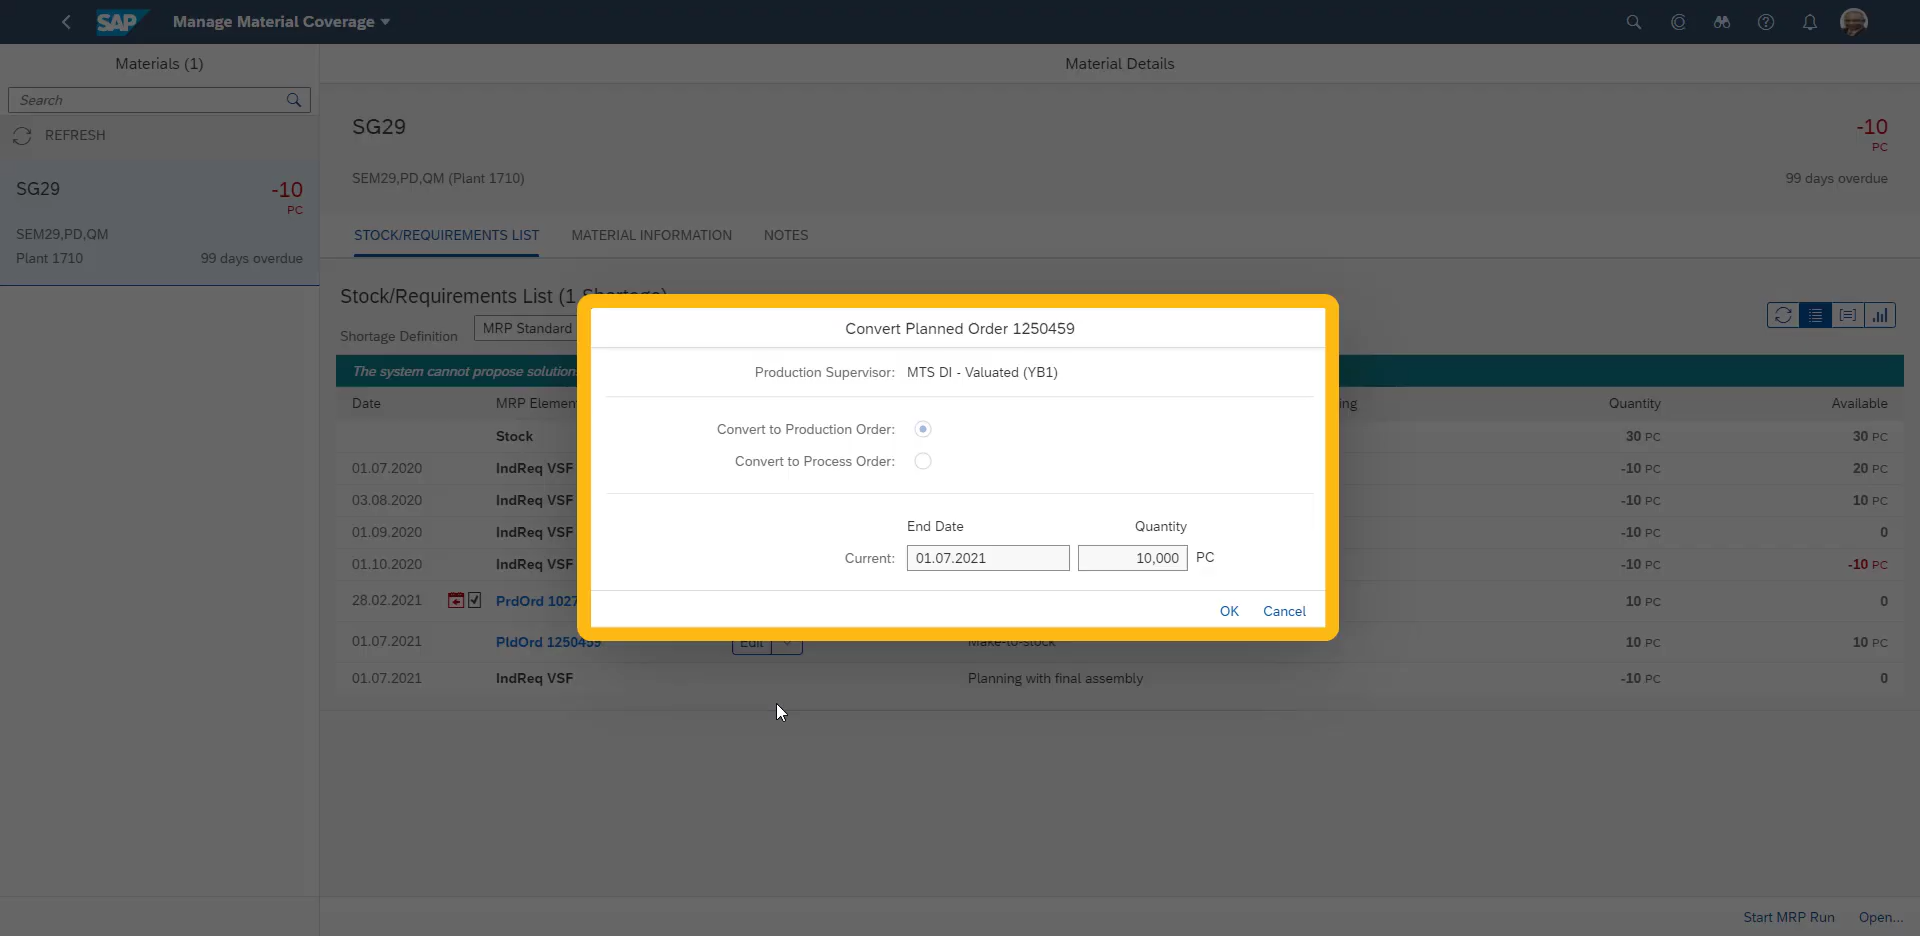 SAP Manage Material Coverage
Materials (1)
Material Details
Search
REFRESH
SG29 -10
PC
SEM29,PD,QM
Plant 1710 99 days overdue
SG29 -10
PC
SEM29,PD,QM (Plant 1710) 99 days overdue
STOCK/REQUIREMENTS LIST MATERIAL INFORMATION NOTES
Stock/Requirements List (1 Shortage)
Shortage Definition MRP Standard
The system cannot propose solution
Date MRP Elemen ing Quantity Available
Stock 30 PC 30 PC
01.07.2020 IndReq VSF -10 PC 20 PC
03.08.2020 IndReq VSF -10 PC 10 PC
01.09.2020 IndReq VSF -10 PC 0
01.10.2020 IndReq VSF -10 PC -10 PC
28.02.2021 PrdOrd 1027 10 PC 0
01.07.2021 PldOrd 1250459 Edit Make-to-stock 10 PC 10 PC
01.07.2021 IndReq VSF Planning with final assembly -10 PC 0
Convert Planned Order 1250459
Production Supervisor: MTS DI - Valuated (YB1)
Convert to Production Order:
Convert to Process Order:
End Date Quantity
Current: 01.07.2021 10,000 PC
OK Cancel
Start MRP Run Open...